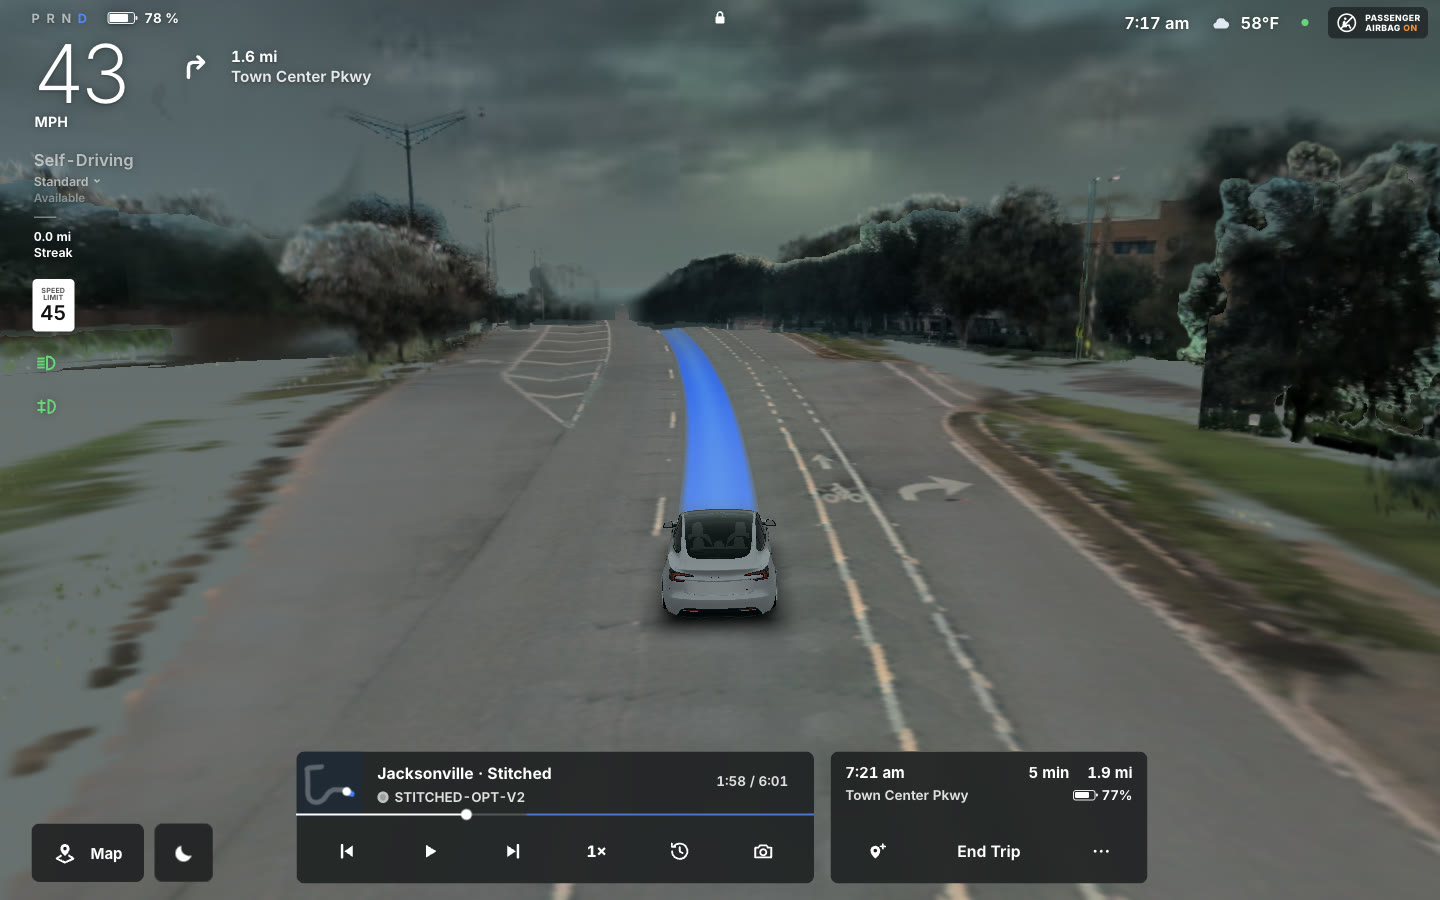 P R N D 78 %
43
MPH
1.6 mi
Town Center Pkwy
7:17 am 58°F
PASSENGER
AIRBAG ON
Self-Driving
Standard
Available
0.0 mi
Streak
SPEED
LIMIT
45
Jacksonville · Stitched
STITCHED-OPT-V2
1:58 / 6:01
1×
7:21 am 5 min 1.9 mi
Town Center Pkwy 77%
End Trip
Map